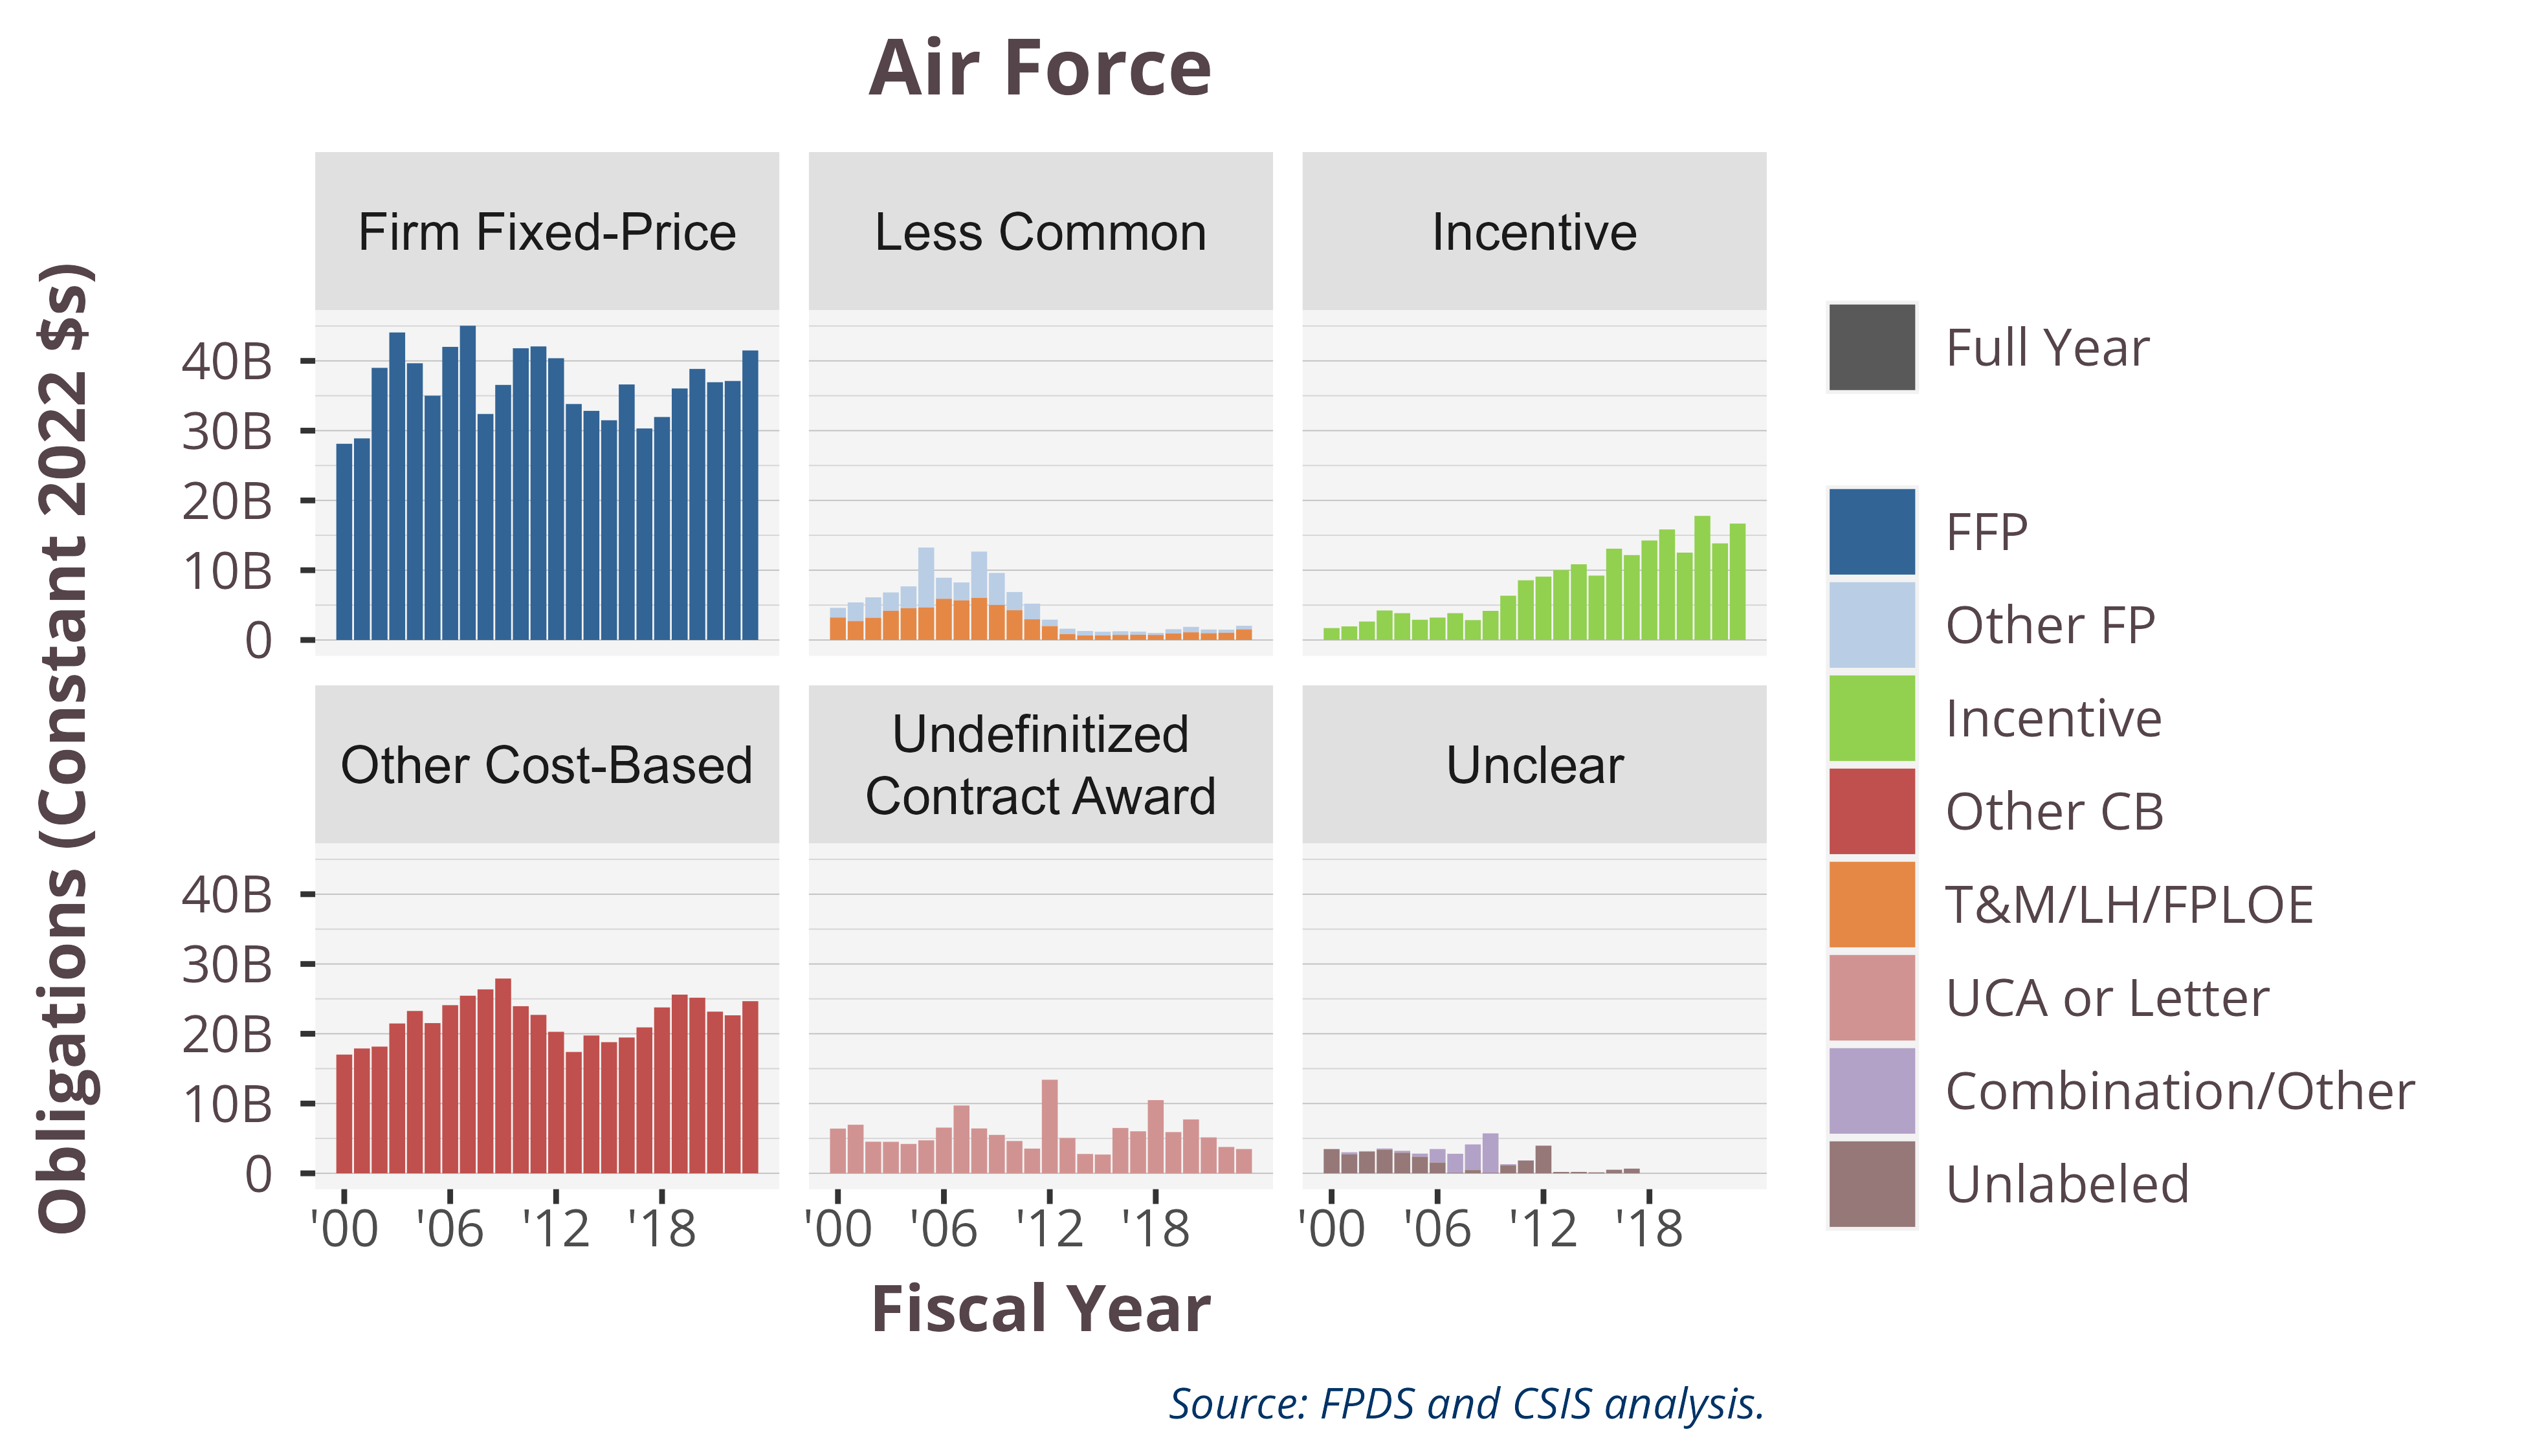 Air Force
Obligations (Constant 2022 $s)
Firm Fixed-Price
Less Common
Incentive
40B
30B
20B
10B
0
Other Cost-Based
Undefinitized
Contract Award
Unclear
40B
30B
20B
10B
0
'00 '06 '12 '18
'00 '06 '12 '18
'00 '06 '12 '18
Fiscal Year
Full Year
FFP
Other FP
Incentive
Other CB
T&M/LH/FPLOE
UCA or Letter
Combination/Other
Unlabeled
Source: FPDS and CSIS analysis.